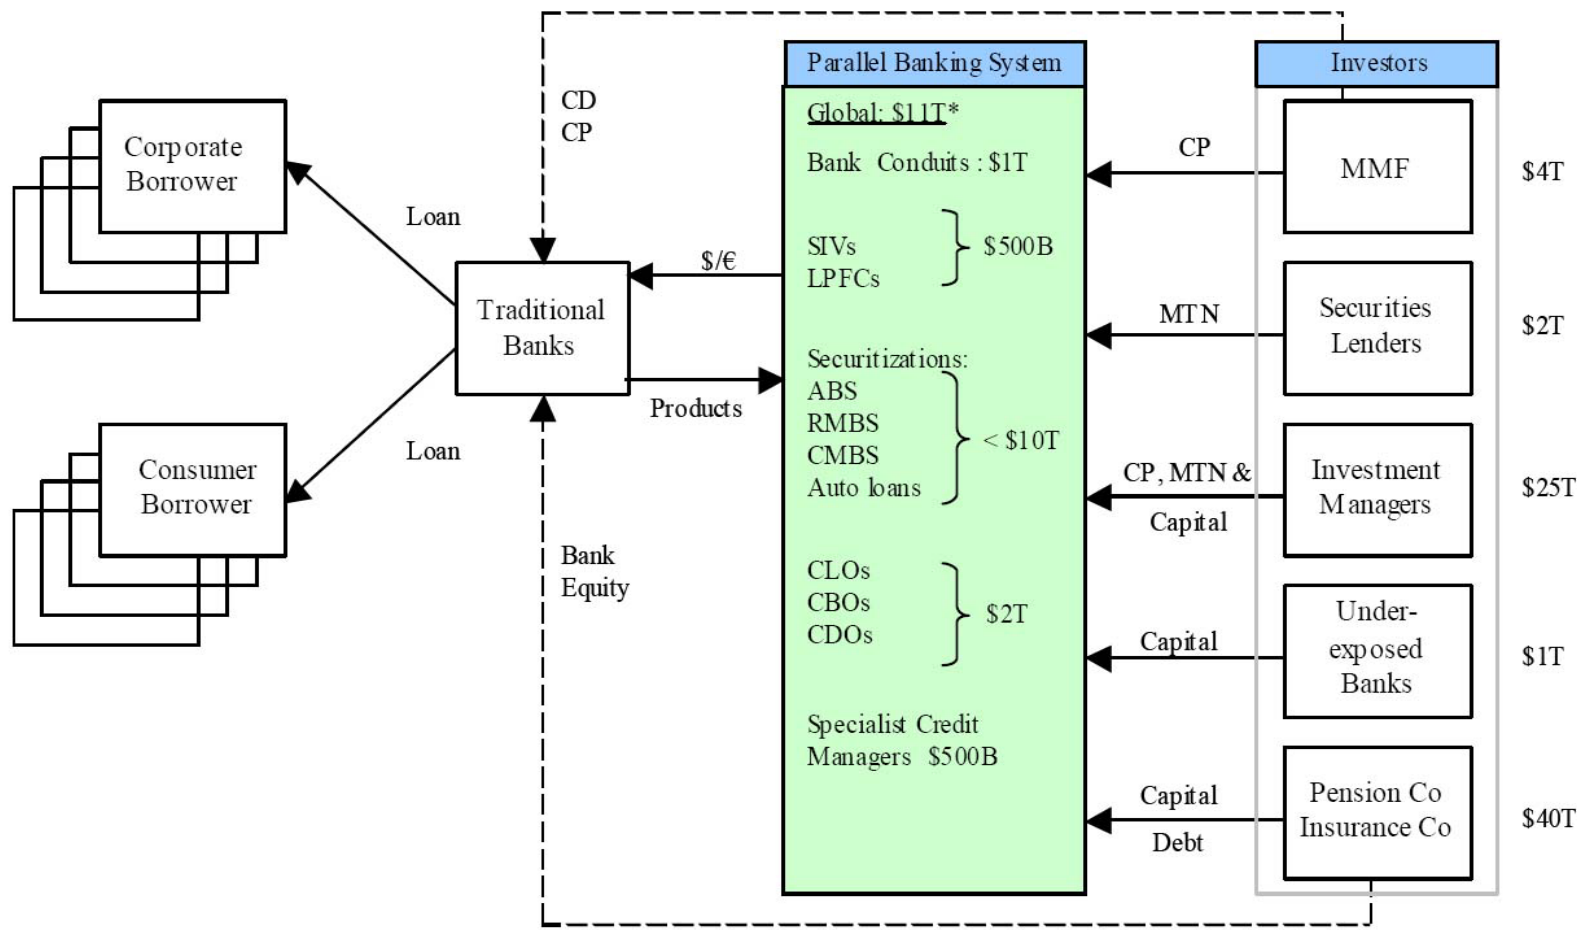 Parallel Banking System
Investors
CD
CP
Corporate
Borrower
Loan
Traditional
Banks
$/€
Products
Loan
Consumer
Borrower
Bank
Equity
Global: $11T*
Bank Conduits : $1T
SIVs
LPFCs
$500B
Securitizations:
ABS
RMBS
CMBS
Auto loans
< $10T
CLOs
CBOs
CDOs
$2T
Specialist Credit
Managers $500B
CP
MMF
$4T
MTN
Securities
Lenders
$2T
CP, MTN &
Capital
Investment
Managers
$25T
Capital
Under-
exposed
Banks
$1T
Capital
Debt
Pension Co
Insurance Co
$40T